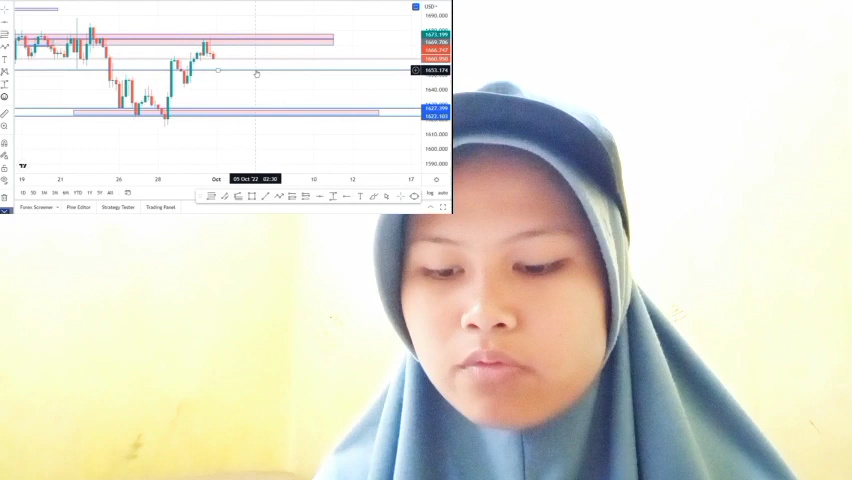 USD
1690.000
1673.199
1669.706
1666.747
1660.950
1653.174
1640.000
1627.399
1622.103
1610.000
1600.000
1590.000
19 21 26 28 Oct 05 Oct '22 02:30 10 12 17
1D 5D 1M 3M 6M YTD 1Y 5Y All
log auto
Forex Screener Pine Editor Strategy Tester Trading Panel